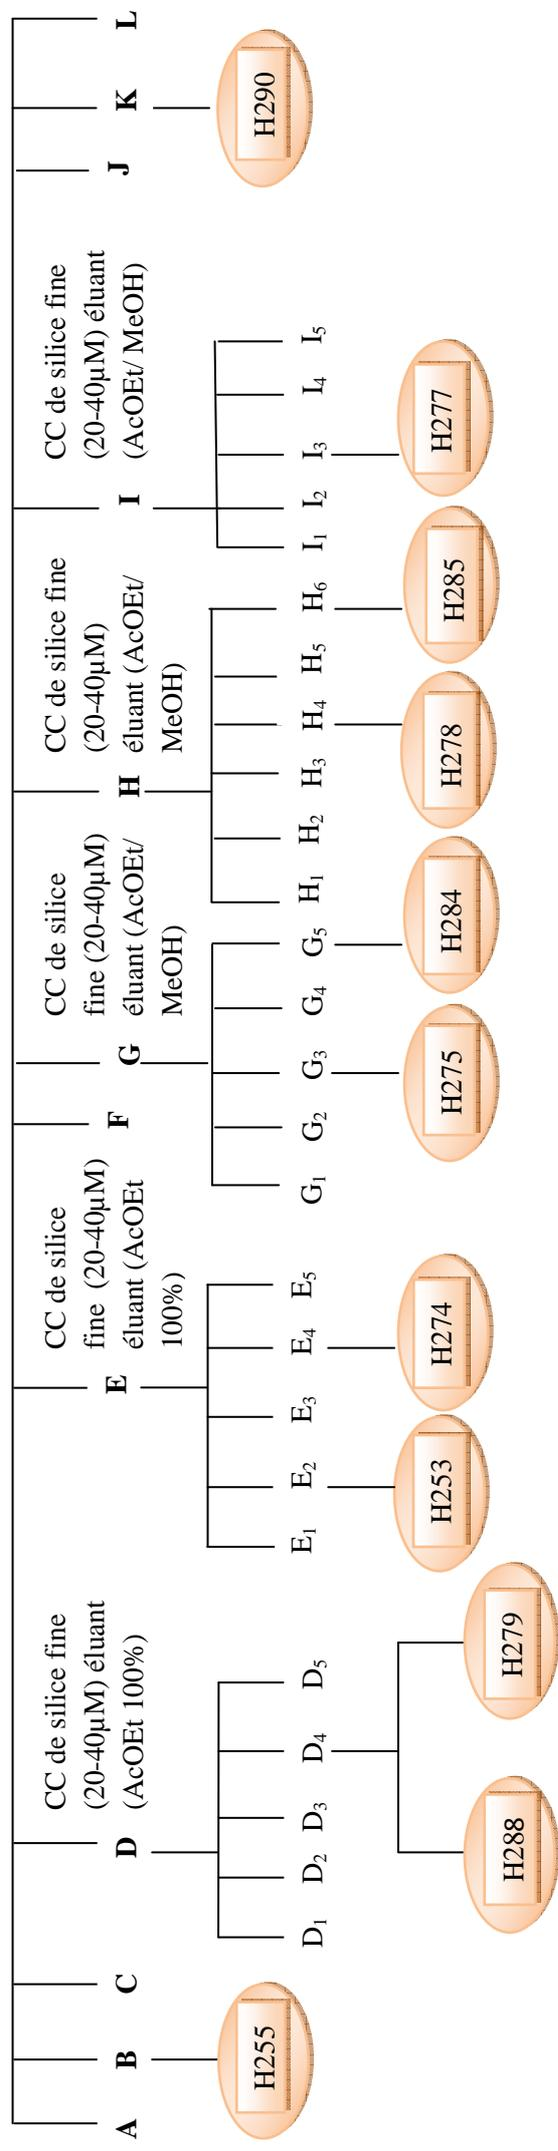 A
B
C
D
E
F
G
H
I
J
K
L
CC de silice fine
(20-40µM) éluant
(AcOEt 100%)
CC de silice
fine (20-40µM)
éluant (AcOEt
100%)
CC de silice
fine (20-40µM)
éluant (AcOEt/
MeOH)
CC de silice fine
(20-40µM)
éluant (AcOEt/
MeOH)
CC de silice fine
(20-40µM) éluant
(AcOEt/ MeOH)
H255
H290
D₁ D₂ D₃ D₄ D₅
E₁ E₂ E₃ E₄ E₅
G₁ G₂ G₃ G₄ G₅
H₁ H₂ H₃ H₄ H₅ H₆
I₁ I₂ I₃ I₄ I₅
H288
H279
H253
H274
H275
H284
H278
H285
H277